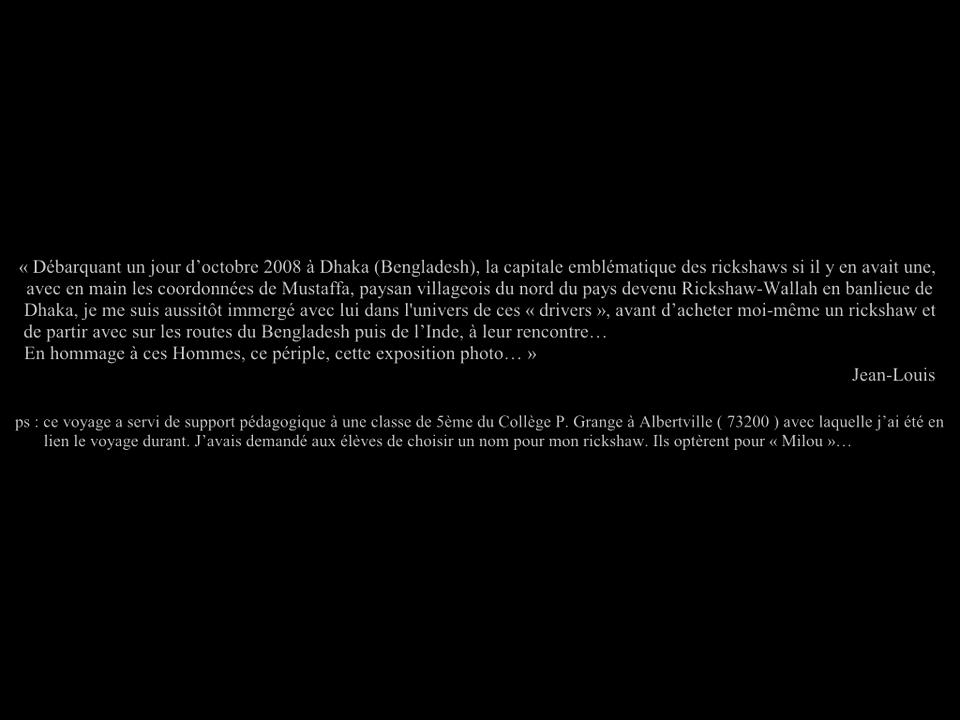 « Débarquant un jour d’octobre 2008 à Dhaka (Bengladesh), la capitale emblématique des rickshaws si il y en avait une,
avec en main les coordonnées de Mustaffa, paysan villageois du nord du pays devenu Rickshaw-Wallah en banlieue de
Dhaka, je me suis aussitôt immergé avec lui dans l'univers de ces « drivers », avant d’acheter moi-même un rickshaw et
de partir avec sur les routes du Bengladesh puis de l’Inde, à leur rencontre…
En hommage à ces Hommes, ce périple, cette exposition photo… »
Jean-Louis
ps : ce voyage a servi de support pédagogique à une classe de 5ème du Collège P. Grange à Albertville ( 73200 ) avec laquelle j’ai été en
lien le voyage durant. J’avais demandé aux élèves de choisir un nom pour mon rickshaw. Ils optèrent pour « Milou »…